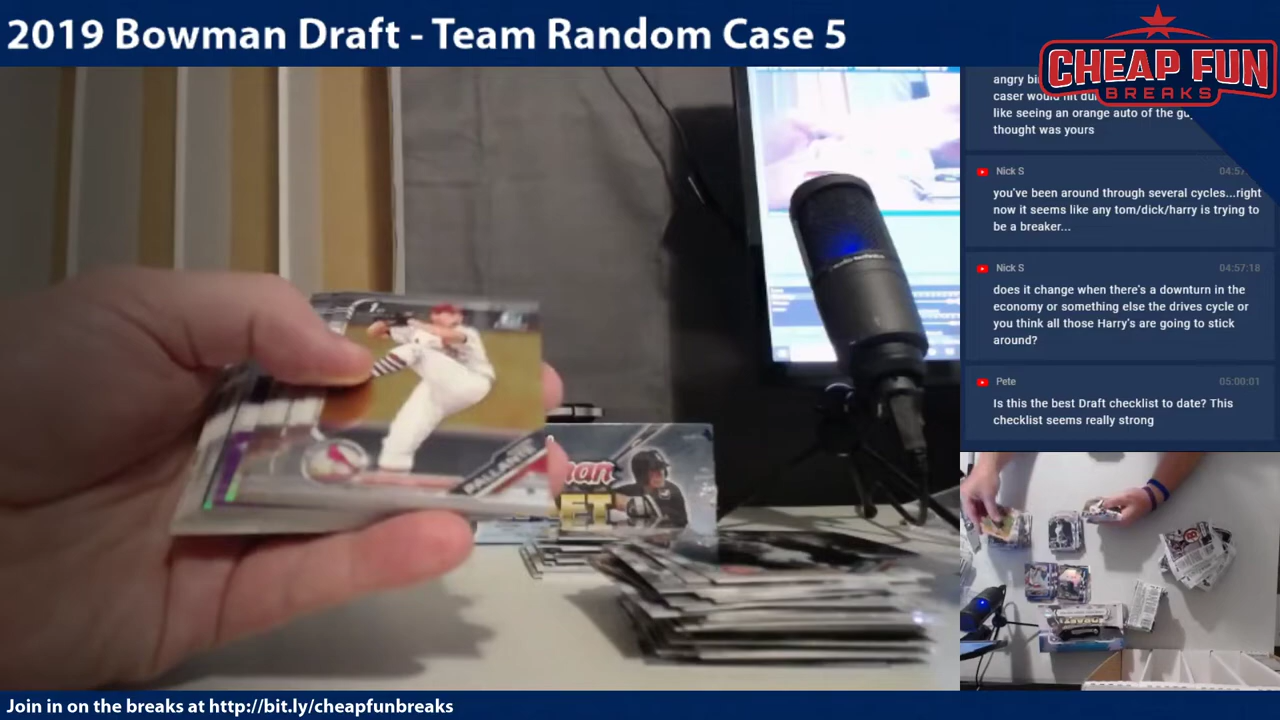 2019 Bowman Draft - Team Random Case 5
CHEAP FUN
BREAKS
like seeing an orange auto of the
thought was yours
Nick S
you've been around through several cycles...right
now it seems like any tom/dick/harry is trying to
be a breaker...
Nick S 04:57:18
does it change when there's a downturn in the
economy or something else the drives cycle or
you think all those Harry's are going to stick
around?
Pete 05:00:01
Is this the best Draft checklist to date? This
checklist seems really strong
PALLANTE
Join in on the breaks at http://bit.ly/cheapfunbreaks